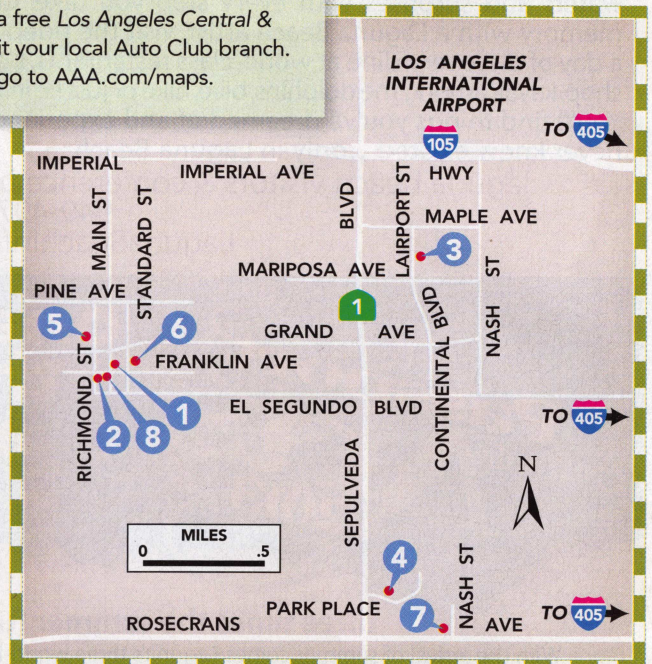 a free Los Angeles Central &
it your local Auto Club branch.
go to AAA.com/maps.
LOS ANGELES
INTERNATIONAL
AIRPORT
TO 405
105
IMPERIAL
IMPERIAL AVE
HWY
MAIN ST
STANDARD ST
BLVD
LAIRPORT ST
MAPLE AVE
3
MARIPOSA AVE
NASH ST
PINE AVE
1
CONTINENTAL BLVD
5
6
GRAND AVE
RICHMOND ST
FRANKLIN AVE
2
8
1
EL SEGUNDO BLVD
TO 405
SEPULVEDA
N
MILES
0 .5
4
NASH ST
PARK PLACE
7
TO 405
ROSECRANS AVE